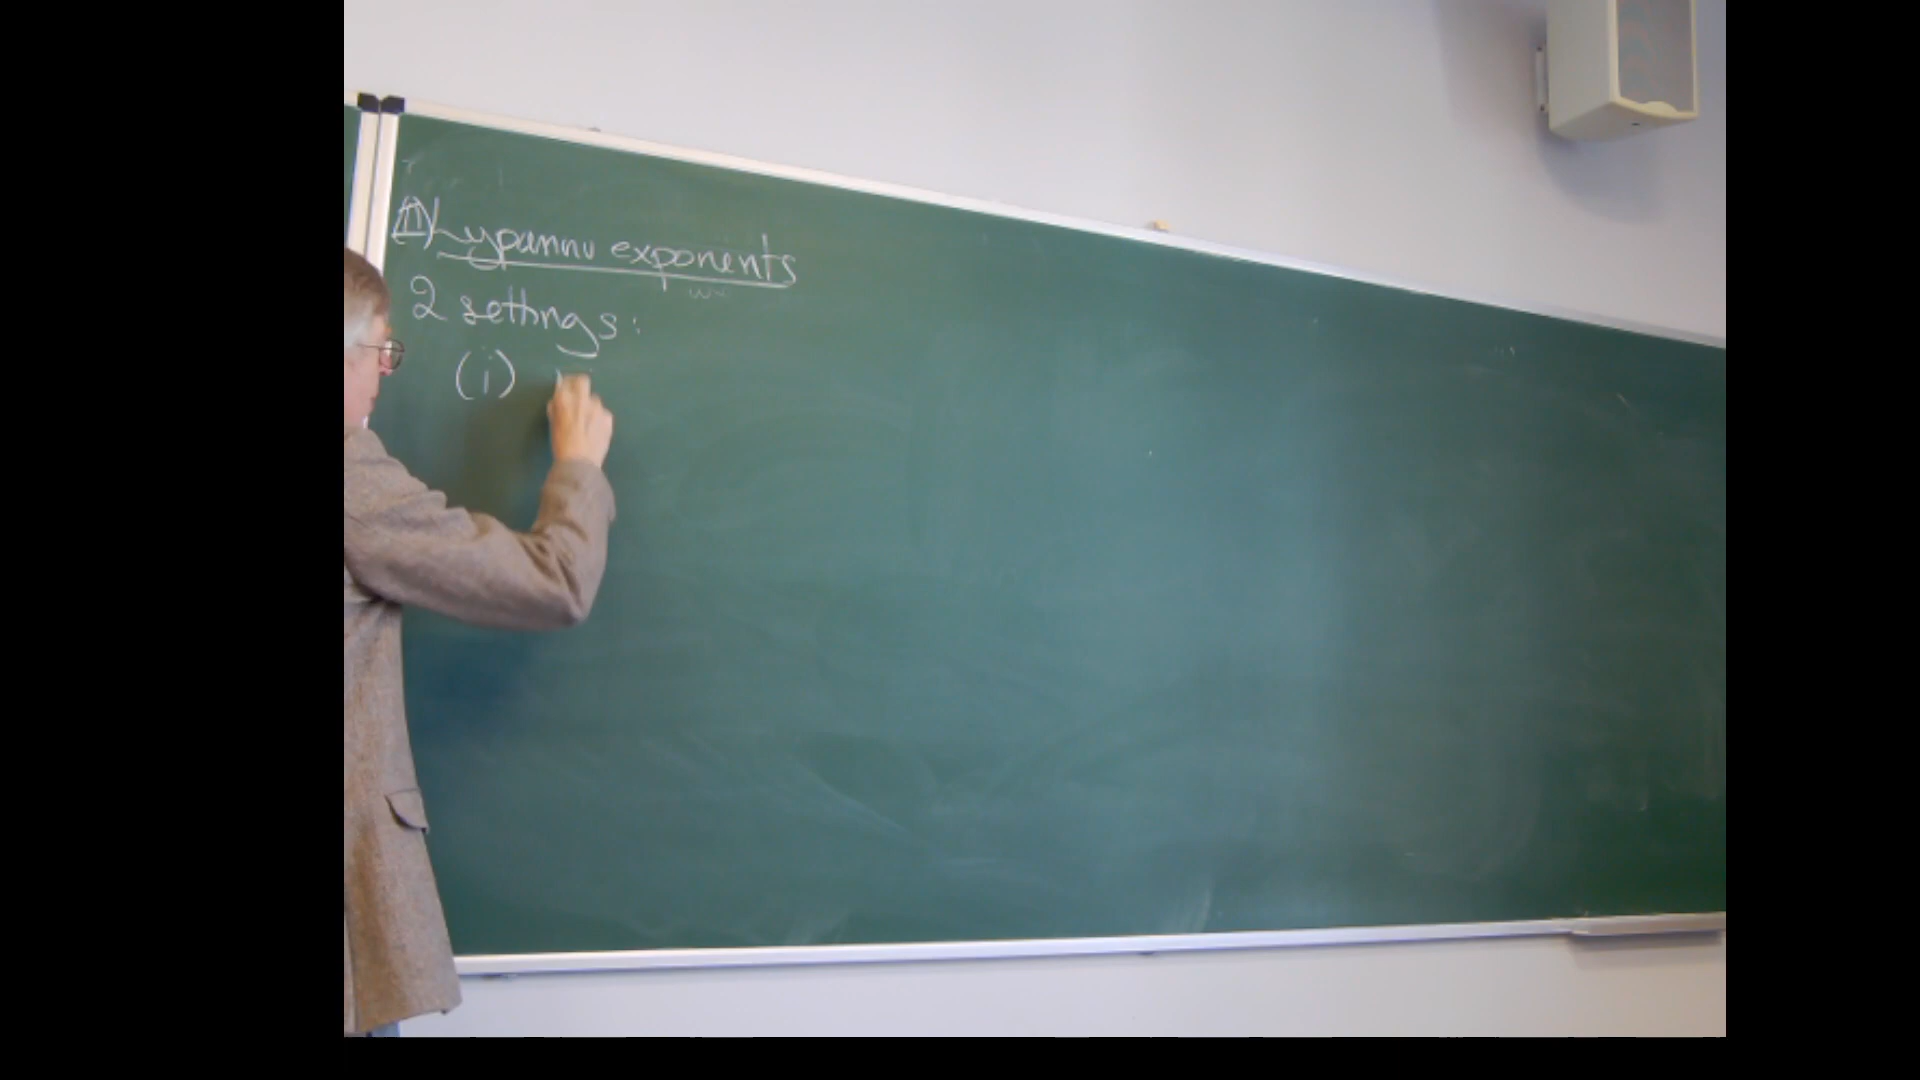 (II) Lyapunov exponents
2 settings:
(i)